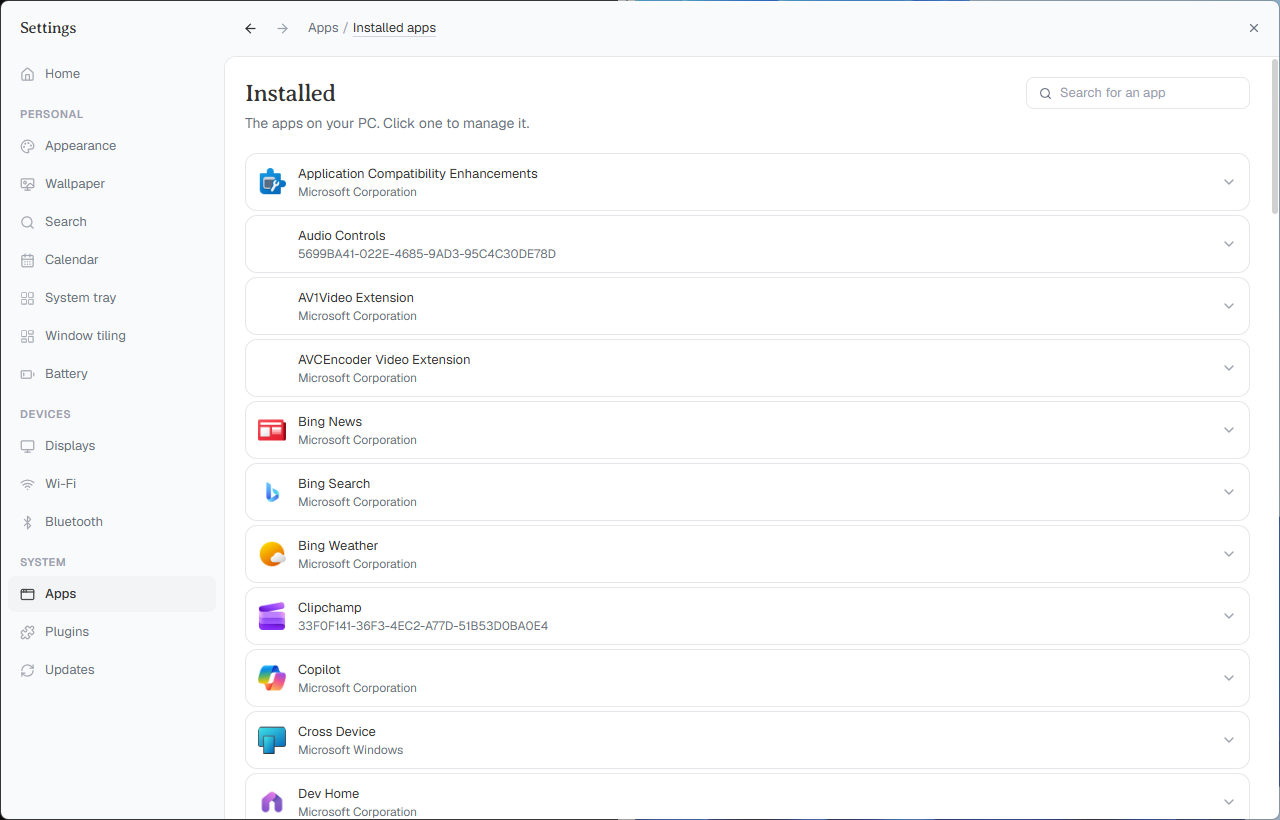 Settings
Apps / Installed apps
Home
PERSONAL
Appearance
Wallpaper
Search
Calendar
System tray
Window tiling
Battery
DEVICES
Displays
Wi-Fi
Bluetooth
SYSTEM
Apps
Plugins
Updates
Installed
Search for an app
The apps on your PC. Click one to manage it.
Application Compatibility Enhancements
Microsoft Corporation
Audio Controls
5699BA41-022E-4685-9AD3-95C4C30DE78D
AV1Video Extension
Microsoft Corporation
AVCEncoder Video Extension
Microsoft Corporation
Bing News
Microsoft Corporation
Bing Search
Microsoft Corporation
Bing Weather
Microsoft Corporation
Clipchamp
33F0F141-36F3-4EC2-A77D-51B53D0BA0E4
Copilot
Microsoft Corporation
Cross Device
Microsoft Windows
Dev Home
Microsoft Corporation